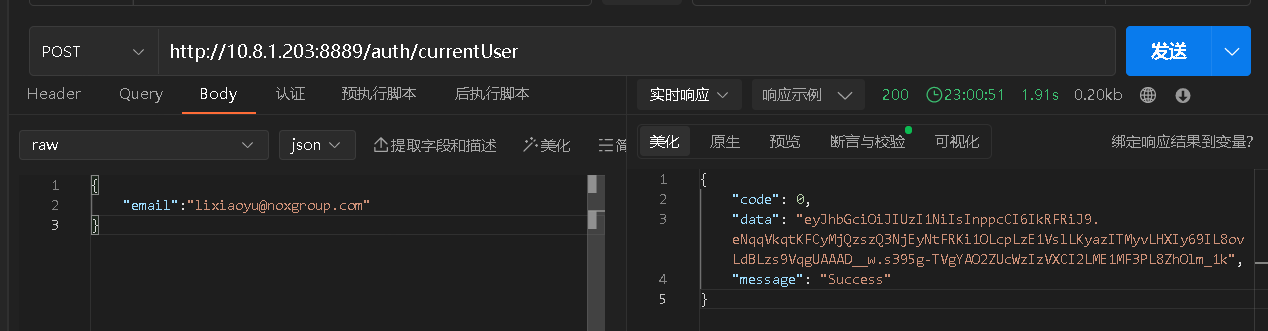 POST
http://10.8.1.203:8889/auth/currentUser
发送
Header Query Body 认证 预执行脚本 后执行脚本
实时响应 响应示例 200 23:00:51 1.91s 0.20kb
raw json 提取字段和描述 美化 简
美化 原生 预览 断言与校验 可视化 绑定响应结果到变量?
1 {
2 "email":"lixiaoyu@noxgroup.com"
3 }
1 {
2 "code": 0,
3 "data": "eyJhbGciOiJIUzI1NiIsInppcCI6IkRFRiJ9.
eNqqVkqtKFCyMjQzszQ3NjEyNtFRKi1OLcpLzE1VslLKyazITMyvLHXIy69IL8ov
LdBLzs9VqgUAAAD__w.s395g-TVgYAO2ZUcWzIzVXCI2LME1MF3PL8ZhOlm_1k",
4 "message": "Success"
5 }